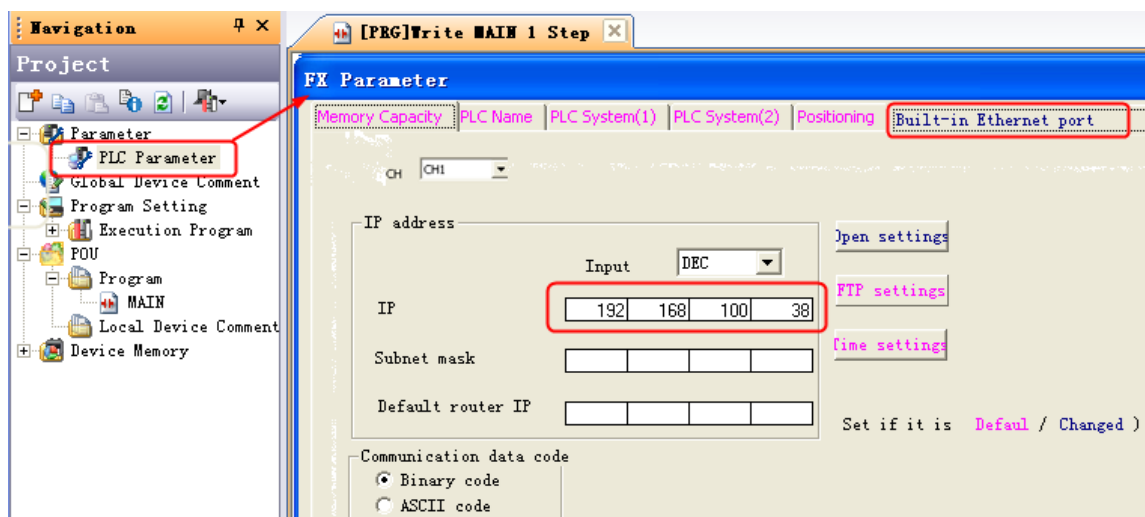 Navigation
Project
Parameter
PLC Parameter
Global Device Comment
Program Setting
Execution Program
POU
Program
MAIN
Local Device Comment
Device Memory
[PRG]Write MAIN 1 Step
FX Parameter
Memory Capacity PLC Name PLC System(1) PLC System(2) Positioning Built-in Ethernet port
CH CH1
IP address
Input DEC
IP 192 168 100 38
Subnet mask
Default router IP
Communication data code
Binary code
ASCII code
Open settings
FTP settings
Time settings
Set if it is Defaul / Changed )